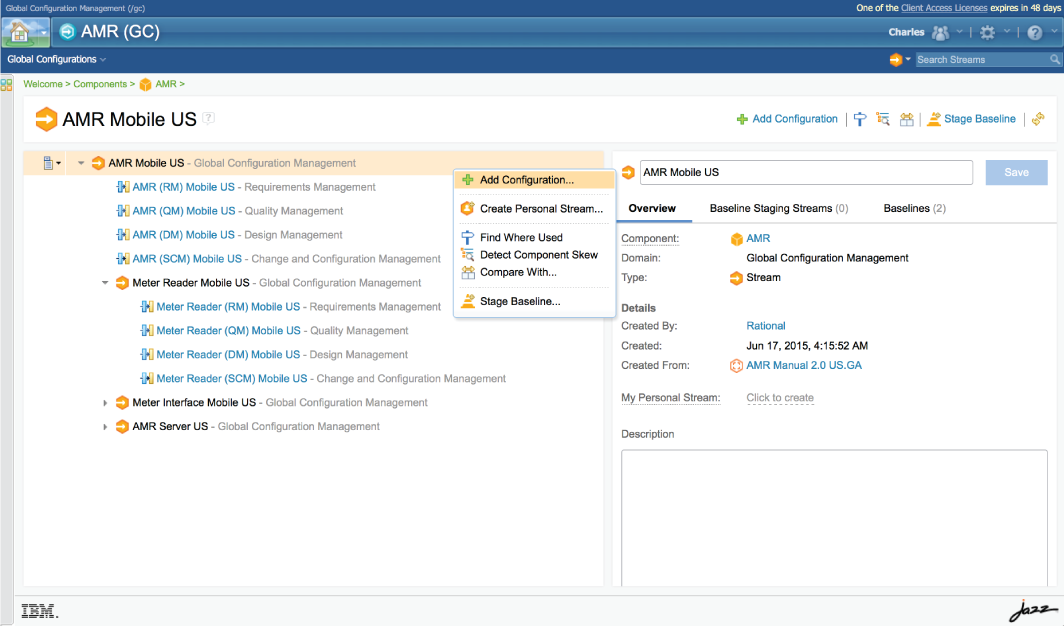 Global Configuration Management (/gc)
One of the Client Access Licenses expires in 48 days
AMR (GC)
Charles
Global Configurations
Search Streams
Welcome > Components > AMR >
AMR Mobile US ?
Add Configuration
Stage Baseline
AMR Mobile US - Global Configuration Management
AMR (RM) Mobile US - Requirements Management
AMR (QM) Mobile US - Quality Management
AMR (DM) Mobile US - Design Management
AMR (SCM) Mobile US - Change and Configuration Management
Meter Reader Mobile US - Global Configuration Management
Meter Reader (RM) Mobile US - Requirements Management
Meter Reader (QM) Mobile US - Quality Management
Meter Reader (DM) Mobile US - Design Management
Meter Reader (SCM) Mobile US - Change and Configuration Management
Meter Interface Mobile US - Global Configuration Management
AMR Server US - Global Configuration Management
Add Configuration...
Create Personal Stream...
Find Where Used
Detect Component Skew
Compare With...
Stage Baseline...
AMR Mobile US
Save
Overview
Baseline Staging Streams (0)
Baselines (2)
Component: AMR
Domain: Global Configuration Management
Type: Stream
Details
Created By: Rational
Created: Jun 17, 2015, 4:15:52 AM
Created From: AMR Manual 2.0 US.GA
My Personal Stream: Click to create
Description
IBM.
jazz